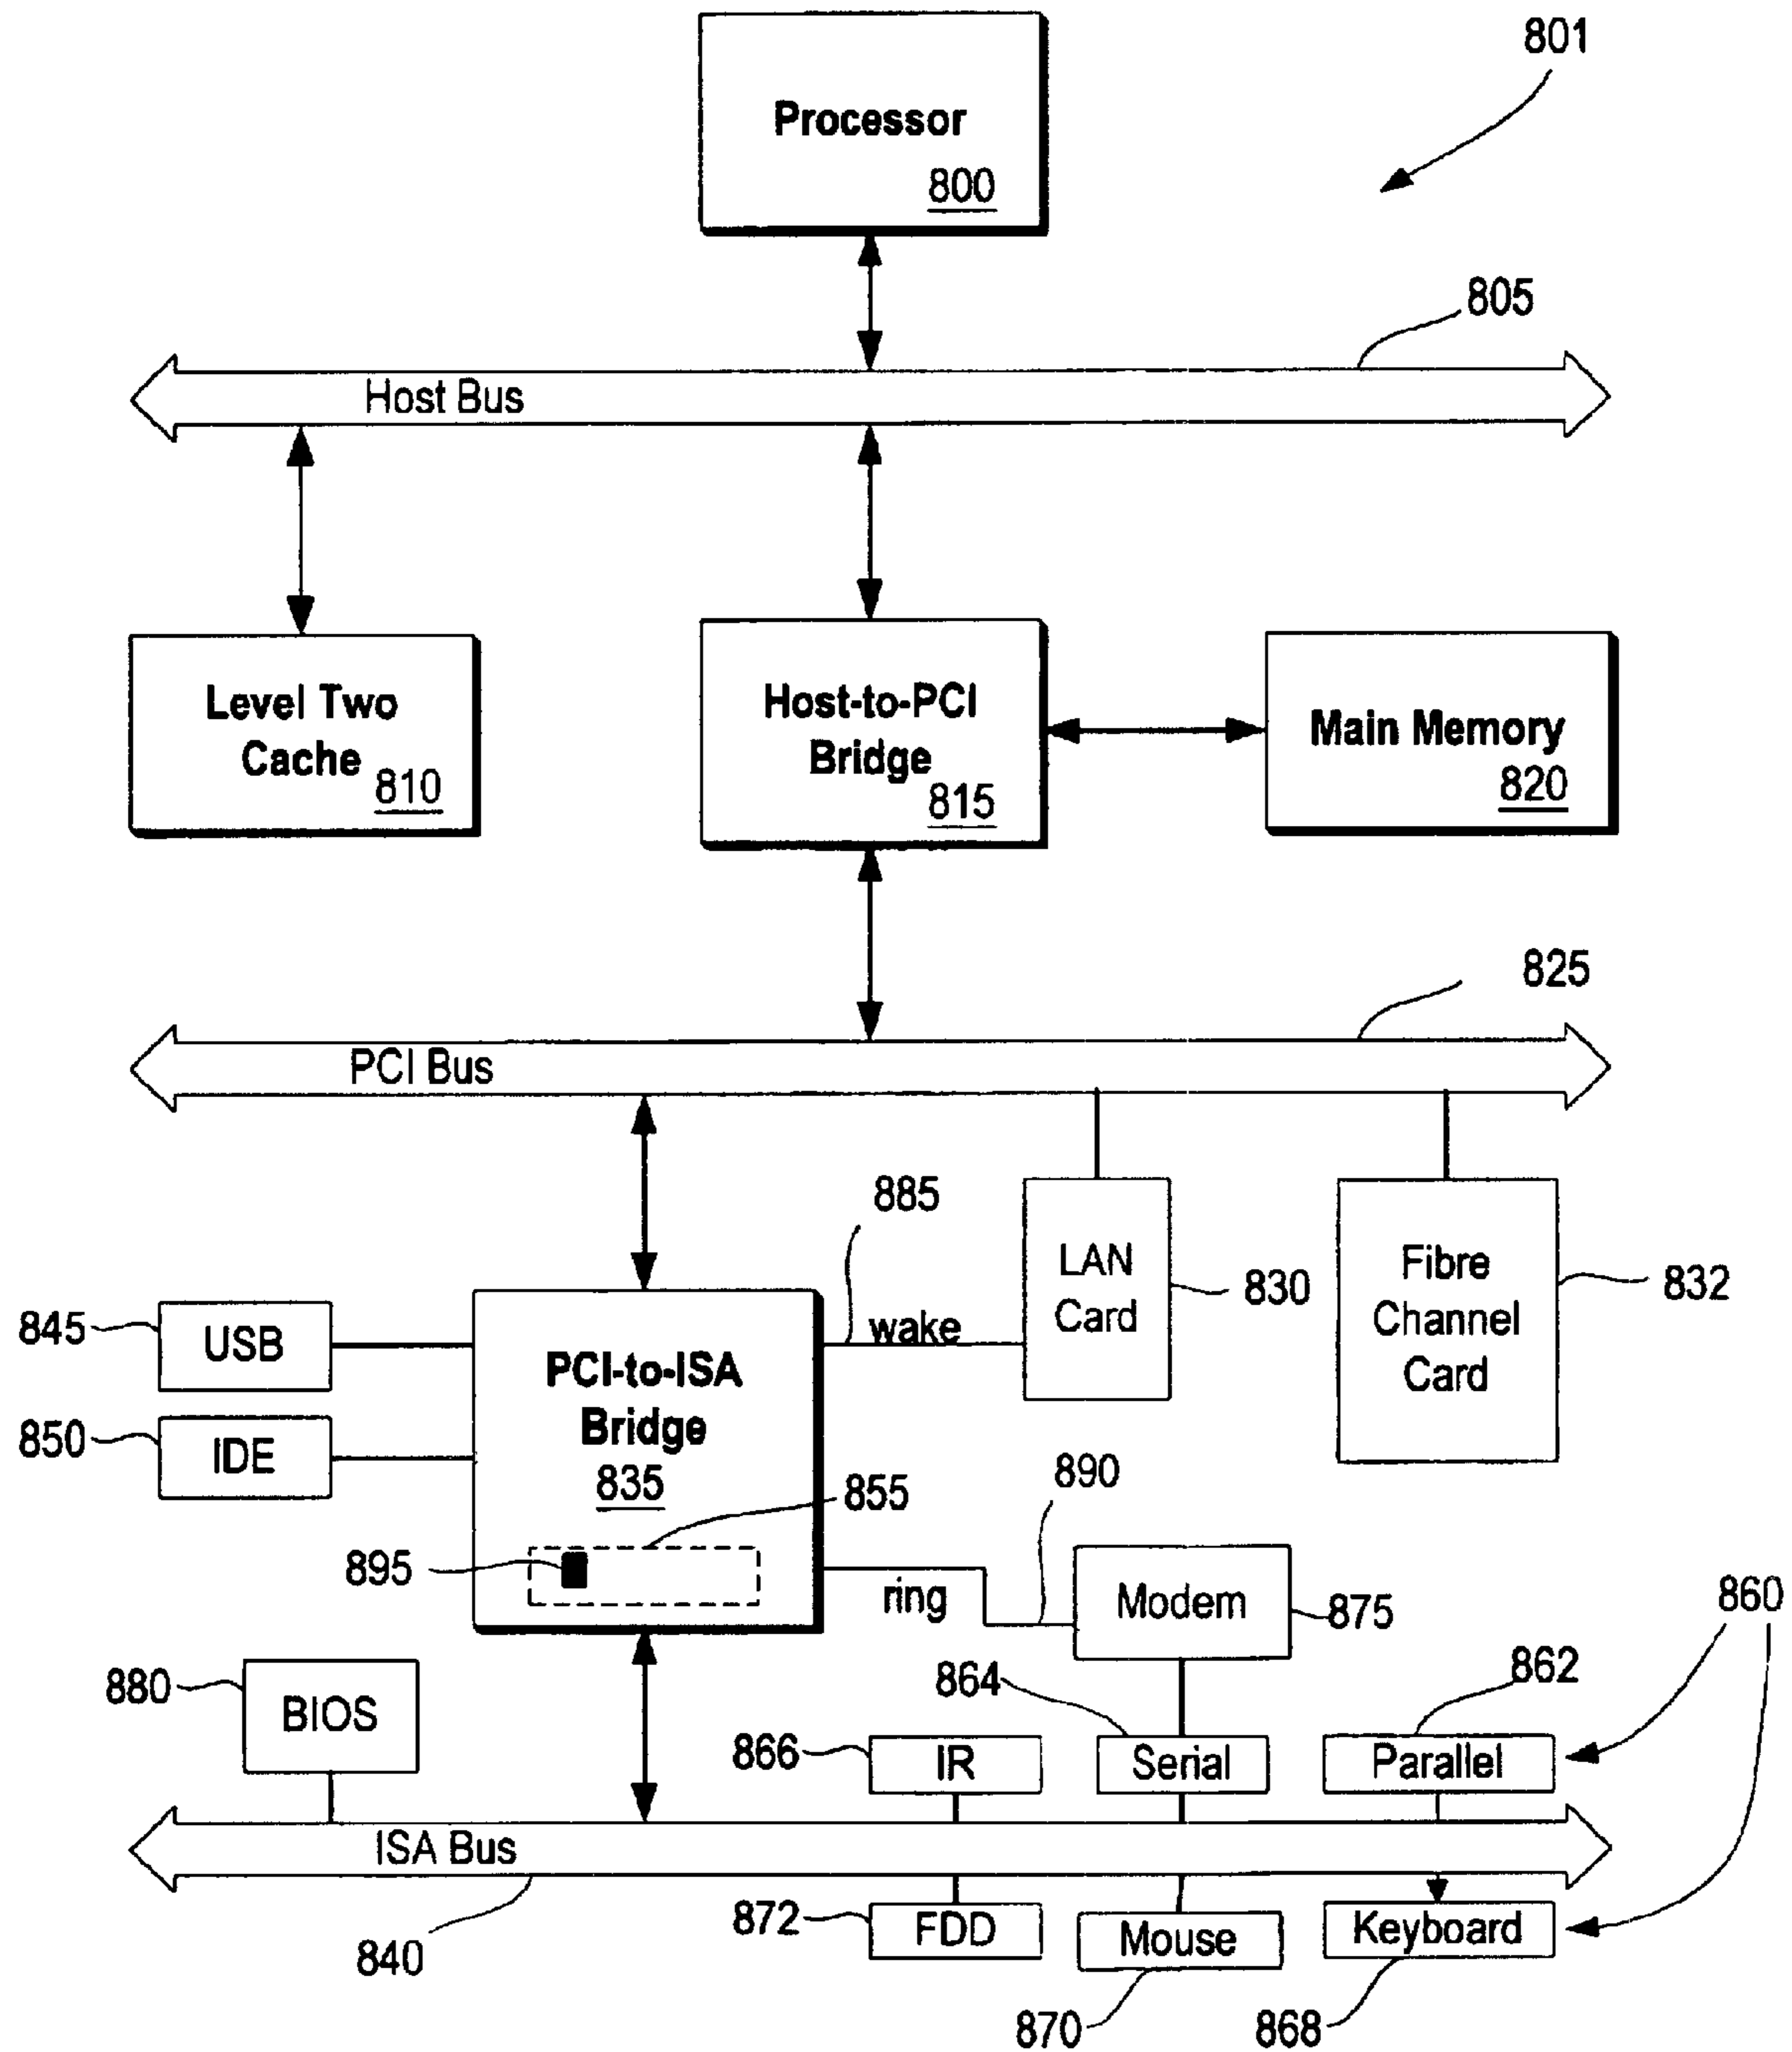 801
Processor
800
805
Host Bus
Level Two
Cache
810
Host-to-PCI
Bridge
815
Main Memory
820
825
PCI Bus
885
LAN
Card
830
Fibre
Channel
Card
832
845
USB
wake
PCI-to-ISA
Bridge
835
850
IDE
855
890
895
ring
Modem
875
860
880
BIOS
864
862
866
IR
Serial
Parallel
ISA Bus
840
872
FDD
Mouse
Keyboard
870
868